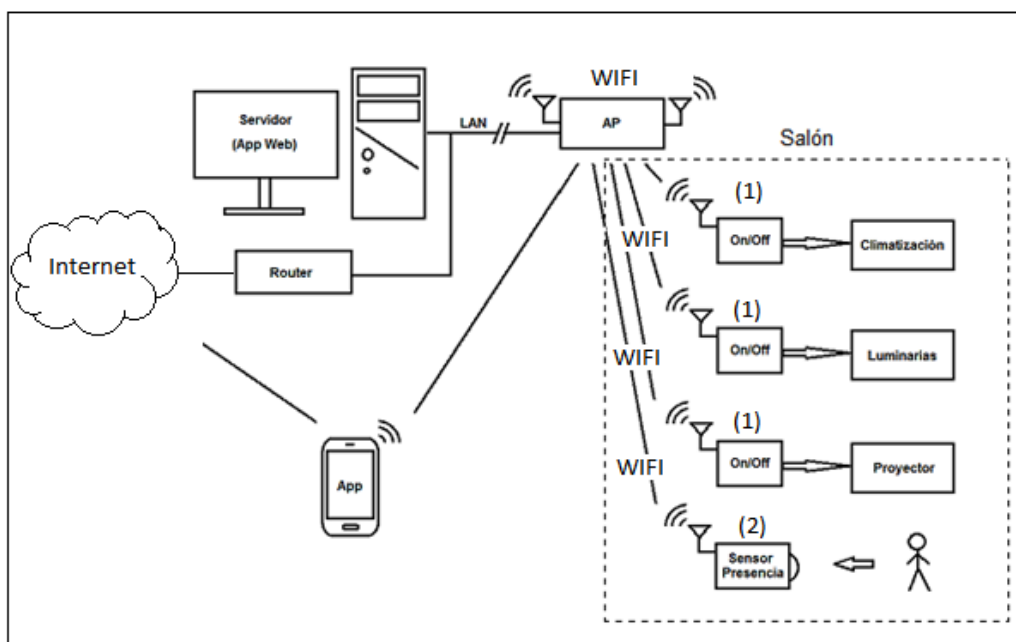 WIFI
AP
LAN
Servidor
(App Web)
Salón
(1)
On/Off
Climatización
WIFI
Internet
Router
(1)
On/Off
Luminarias
WIFI
(1)
On/Off
Proyector
WIFI
App
(2)
Sensor
Presencia